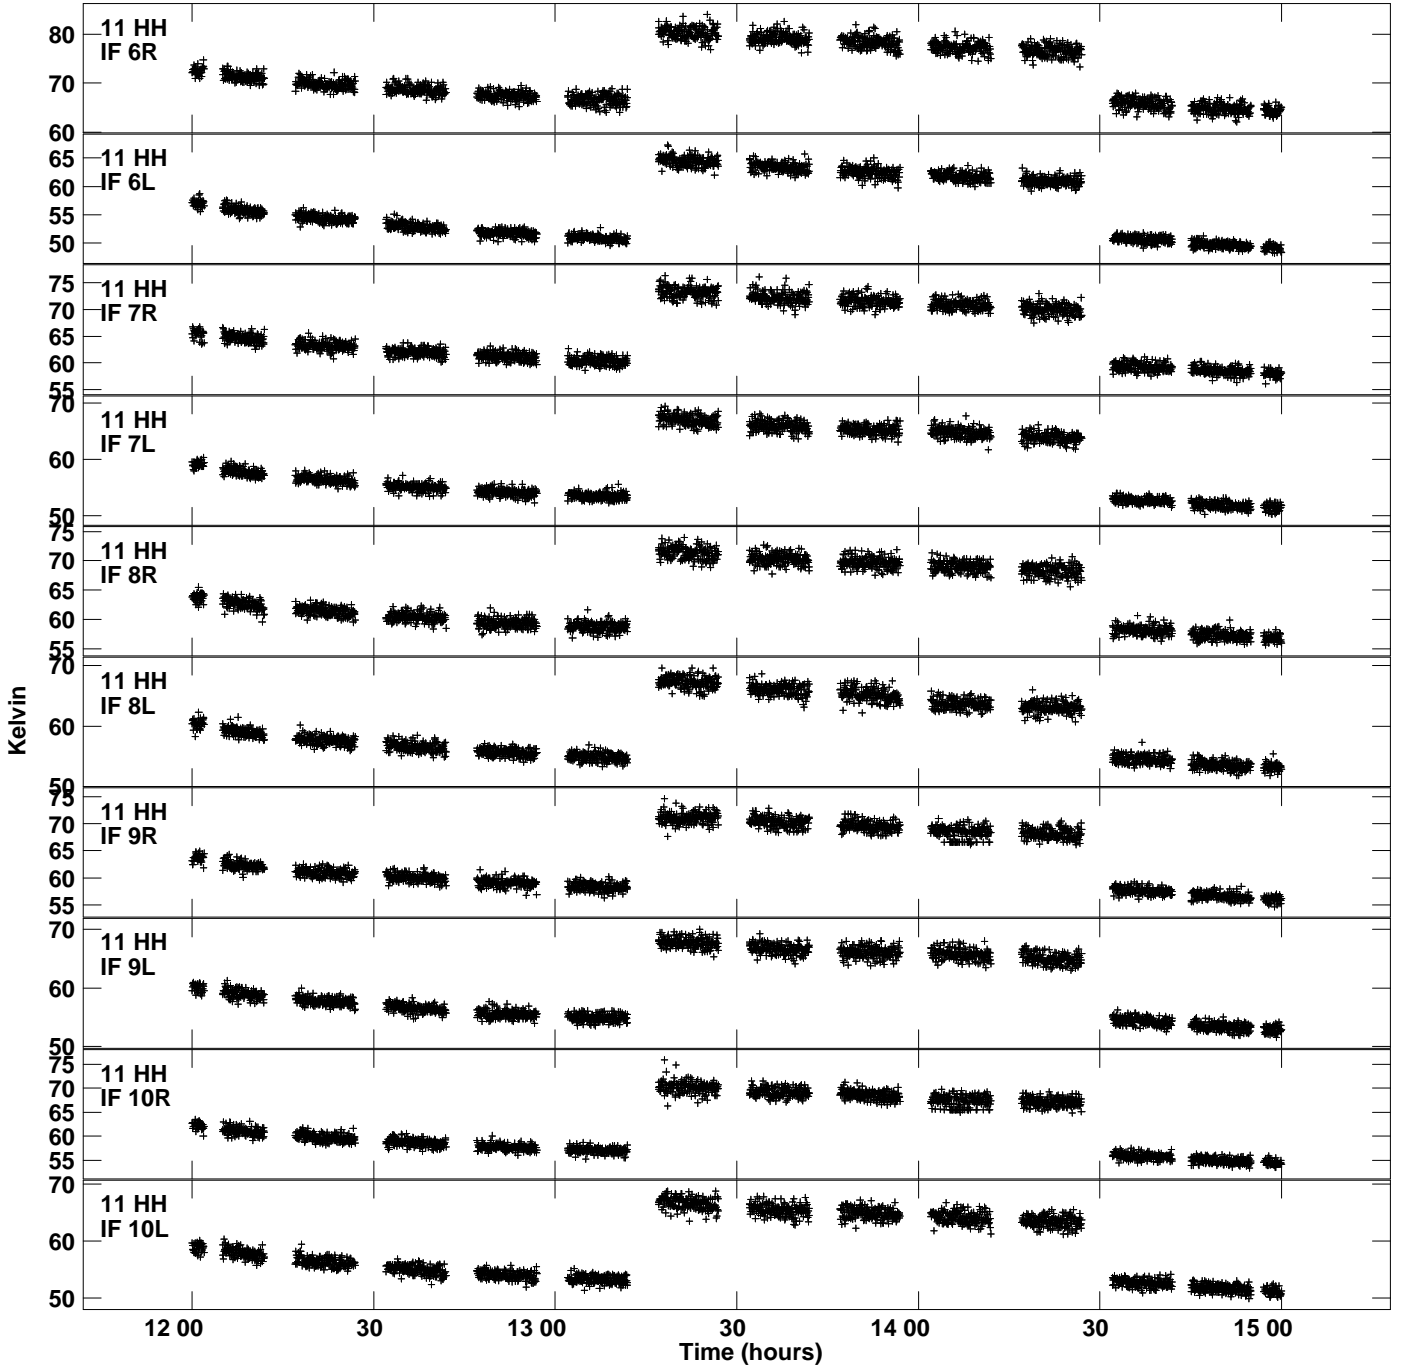 11 HH
IF 6R
80
70
60
11 HH
IF 6L
65
60
55
50
11 HH
IF 7R
75
70
65
60
55
11 HH
IF 7L
70
60
50
11 HH
IF 8R
75
70
65
60
55
11 HH
IF 8L
70
60
50
11 HH
IF 9R
75
70
65
60
55
11 HH
IF 9L
70
60
50
11 HH
IF 10R
75
70
65
60
55
11 HH
IF 10L
70
60
50
Kelvin
12 00 30 13 00 30 14 00 30 15 00
Time (hours)